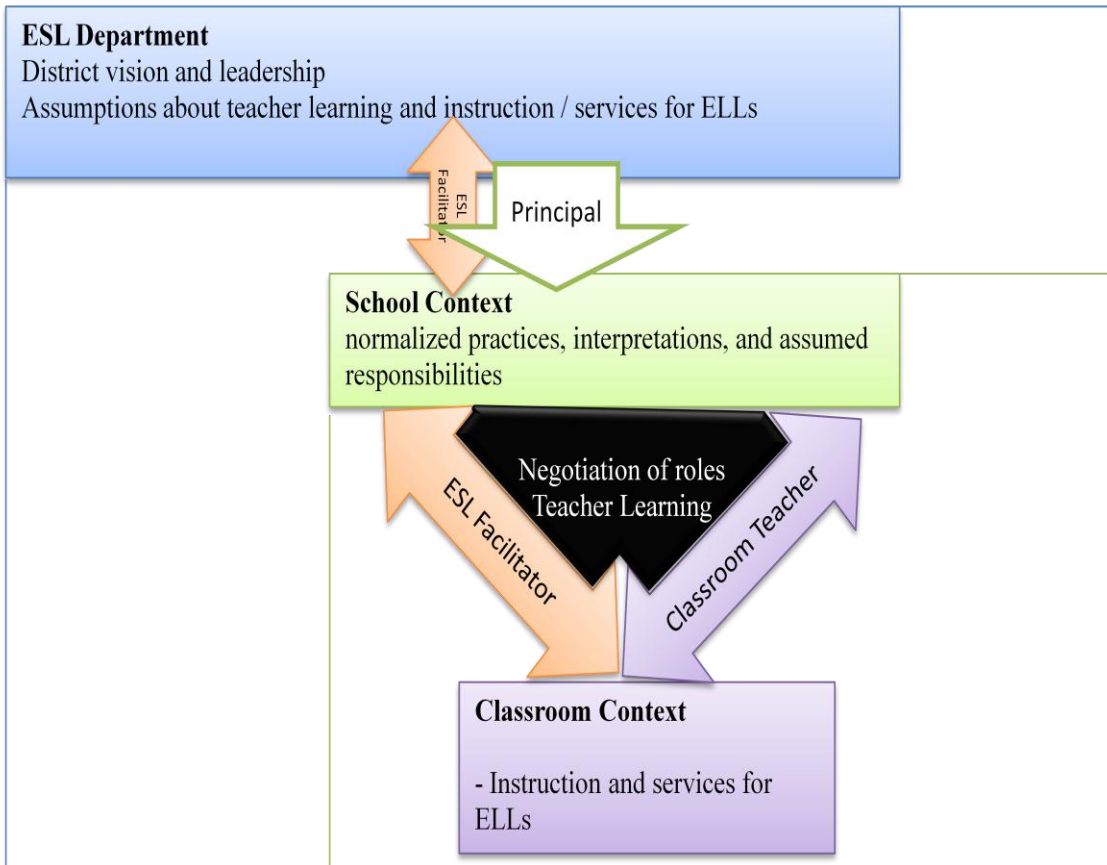 ESL Department
District vision and leadership
Assumptions about teacher learning and instruction / services for ELLs
ESL
Facilitator
Principal
School Context
normalized practices, interpretations, and assumed
responsibilities
Negotiation of roles
Teacher Learning
ESL Facilitator
Classroom Teacher
Classroom Context
- Instruction and services for
ELLs